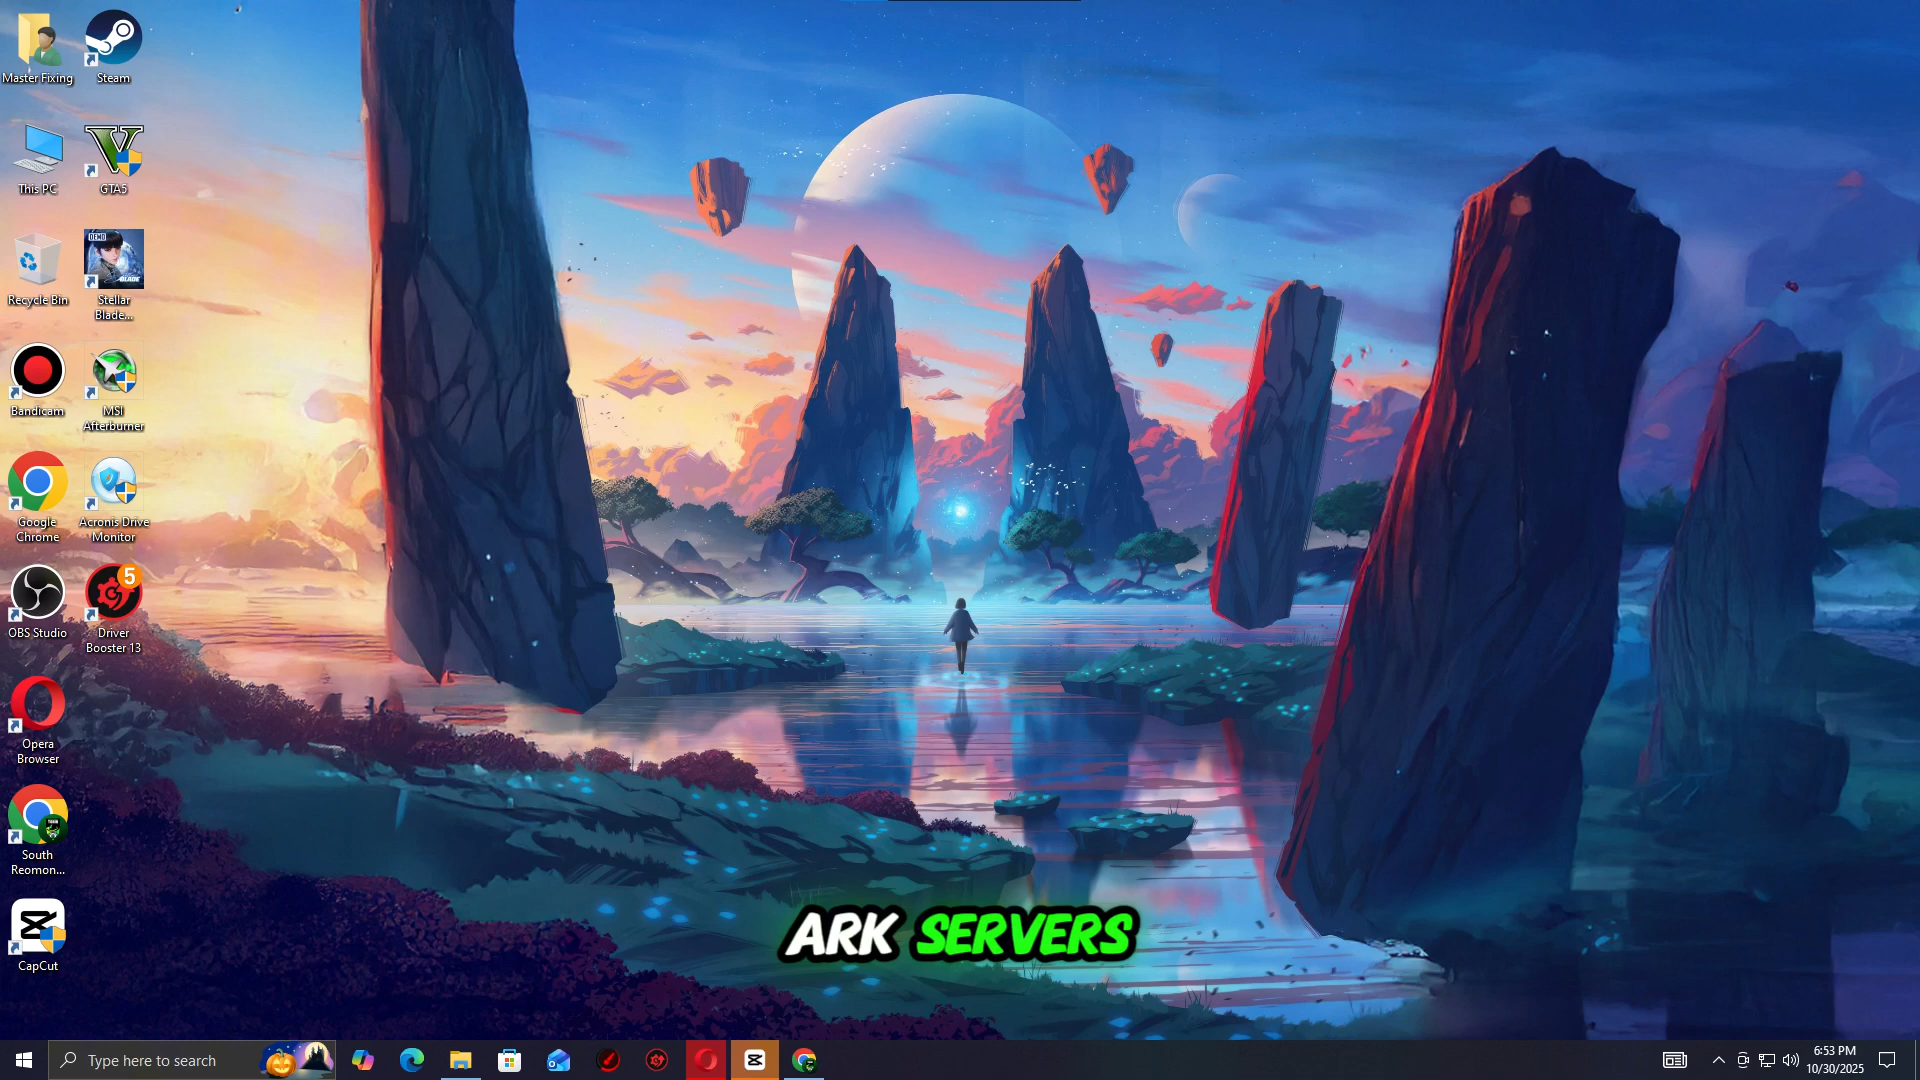 Master Fixing
Steam
This PC
GTA5
Recycle Bin
DEMO
BLADE
Stellar
Blade...
Bandicam
MSI
Afterburner
Google
Chrome
Acronis Drive
Monitor
OBS Studio
5
Driver
Booster 13
Opera
Browser
South
Reomon...
CapCut
ARK SERVERS
Type here to search
6:53 PM
10/30/2025